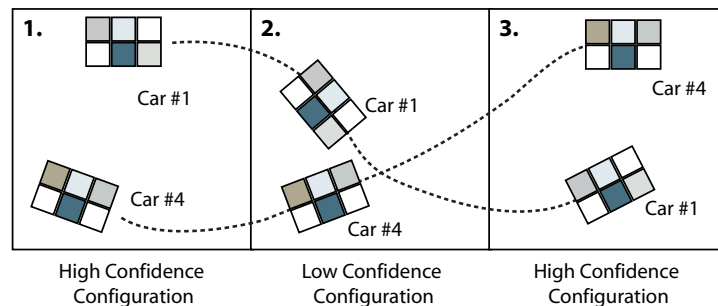 1.
2.
3.
Car #1
Car #1
Car #4
Car #4
Car #4
Car #1
High Confidence
Configuration
Low Confidence
Configuration
High Confidence
Configuration